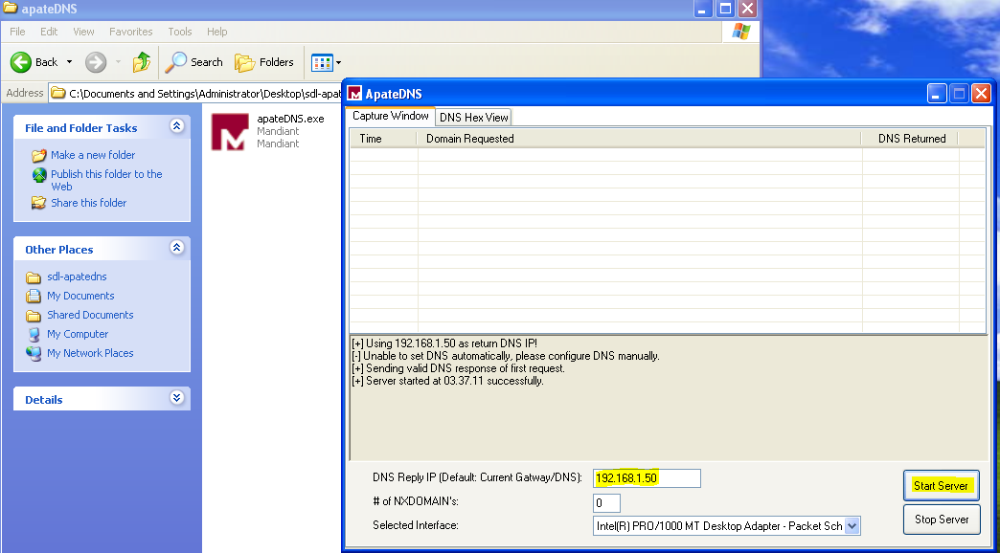 apateDNS
File Edit View Favorites Tools Help
Back Search Folders
Address C:\Documents and Settings\Administrator\Desktop\sdl-apat
File and Folder Tasks
Make a new folder
Publish this folder to the
Web
Share this folder
Other Places
sdl-apatedns
My Documents
Shared Documents
My Computer
My Network Places
Details
apateDNS.exe
Mandiant
Mandiant
ApateDNS
Capture Window DNS Hex View
Time Domain Requested DNS Returned
[+] Using 192.168.1.50 as return DNS IP!
[-] Unable to set DNS automatically, please configure DNS manually.
[+] Sending valid DNS response of first request.
[+] Server started at 03.37.11 successfully.
DNS Reply IP (Default: Current Gatway/DNS): 192.168.1.50
# of NXDOMAIN's: 0
Selected Interface: Intel(R) PRO/1000 MT Desktop Adapter - Packet Sch
Start Server
Stop Server